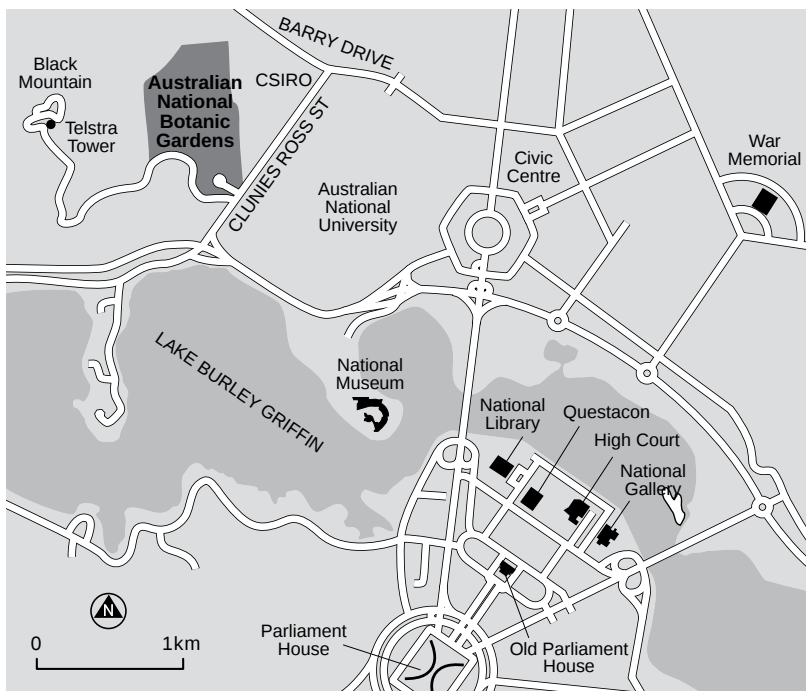 BARRY DRIVE
Black
Mountain
Telstra
Tower
Australian
National
Botanic
Gardens
CSIRO
CLUNIES ROSS ST
Australian
National
University
Civic
Centre
War
Memorial
LAKE BURLEY GRIFFIN
National
Museum
National
Library
Questacon
High Court
National
Gallery
N
0 1km
Parliament
House
Old Parliament
House